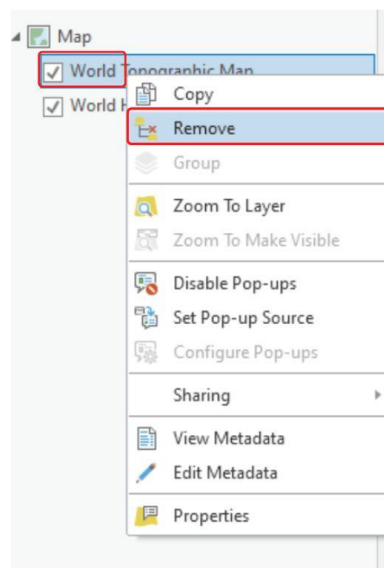 Map
World Topographic Map
World H
Copy
Remove
Group
Zoom To Layer
Zoom To Make Visible
Disable Pop-ups
Set Pop-up Source
Configure Pop-ups
Sharing
View Metadata
Edit Metadata
Properties